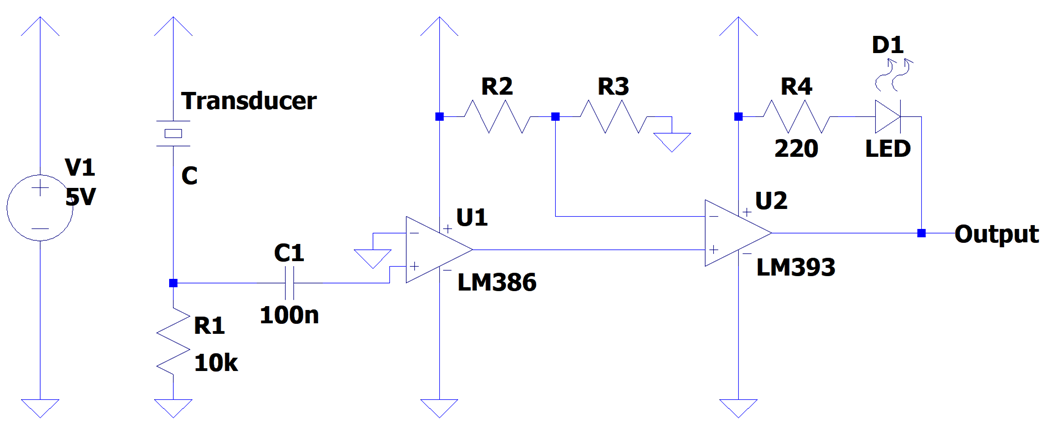 V1
5V
Transducer
C
R1
10k
C1
100n
U1
LM386
R2
R3
U2
LM393
R4
220
D1
LED
Output